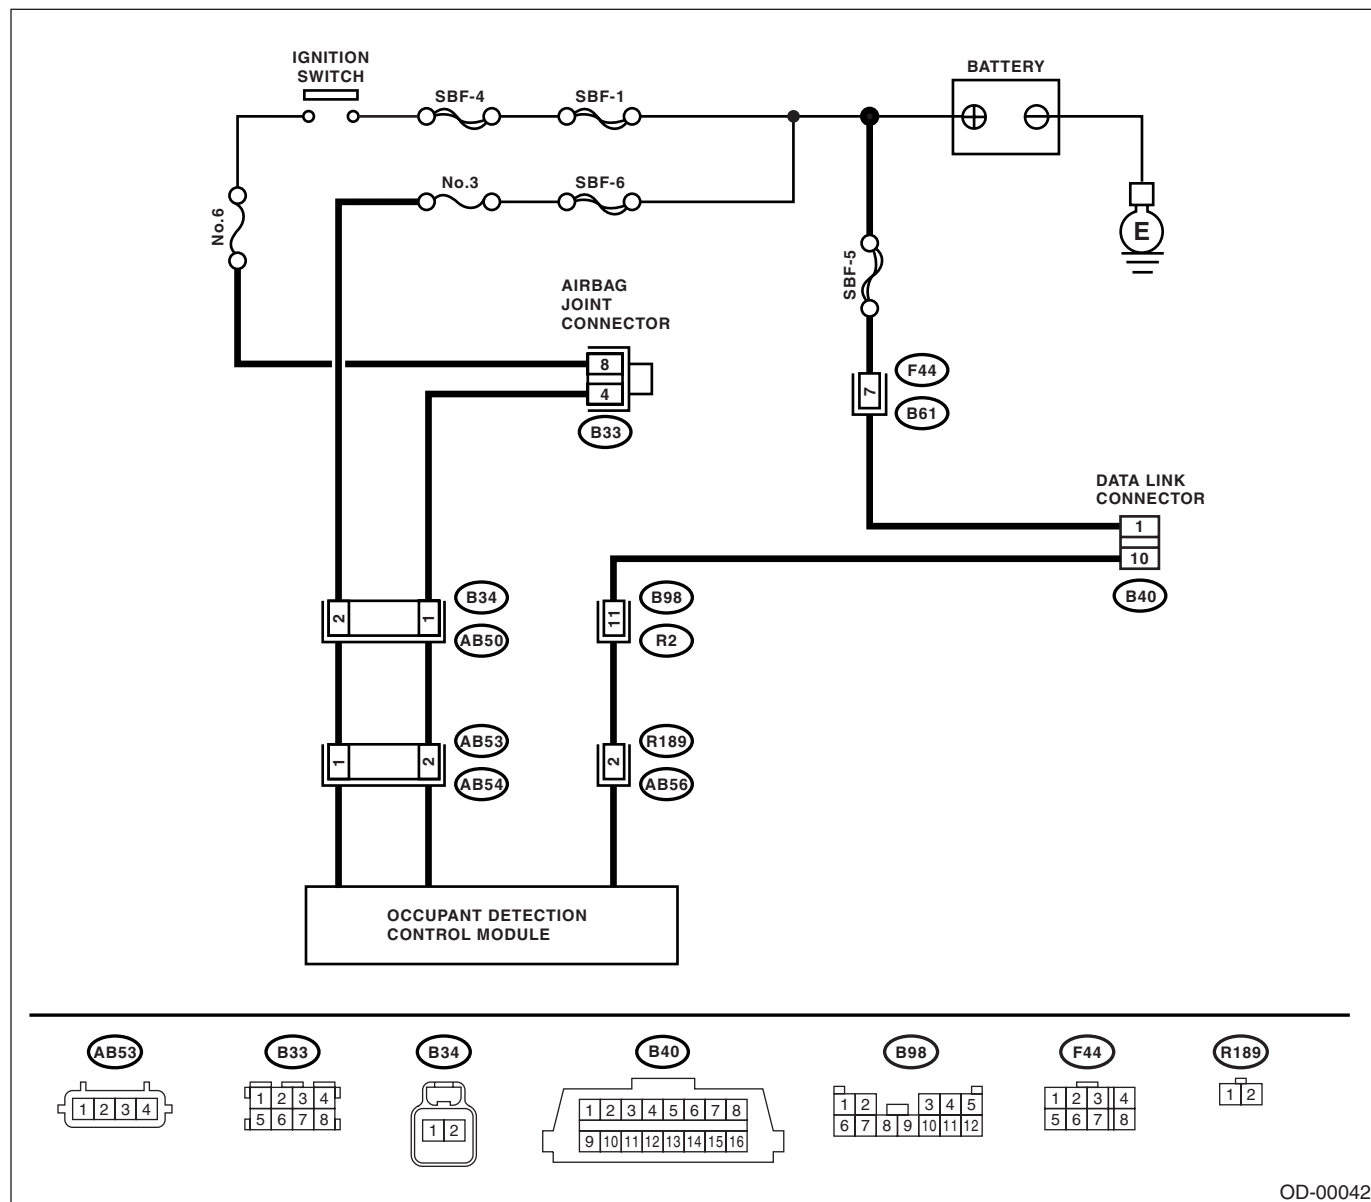 IGNITION
SWITCH
BATTERY
SBF-4
SBF-1
No.3
SBF-6
No.6
E
SBF-5
AIRBAG
JOINT
CONNECTOR
8
4
B33
7
F44
B61
DATA LINK
CONNECTOR
1
10
B40
2
1
B34
AB50
11
B98
R2
1
2
AB53
AB54
2
R189
AB56
OCCUPANT DETECTION
CONTROL MODULE
AB53
B33
B34
B40
B98
F44
R189
1 2 3 4
1 2 3 4
5 6 7 8
1 2
1 2 3 4 5 6 7 8
9 10 11 12 13 14 15 16
1 2 3 4 5
6 7 8 9 10 11 12
1 2 3 4
5 6 7 8
1 2
OD-00042